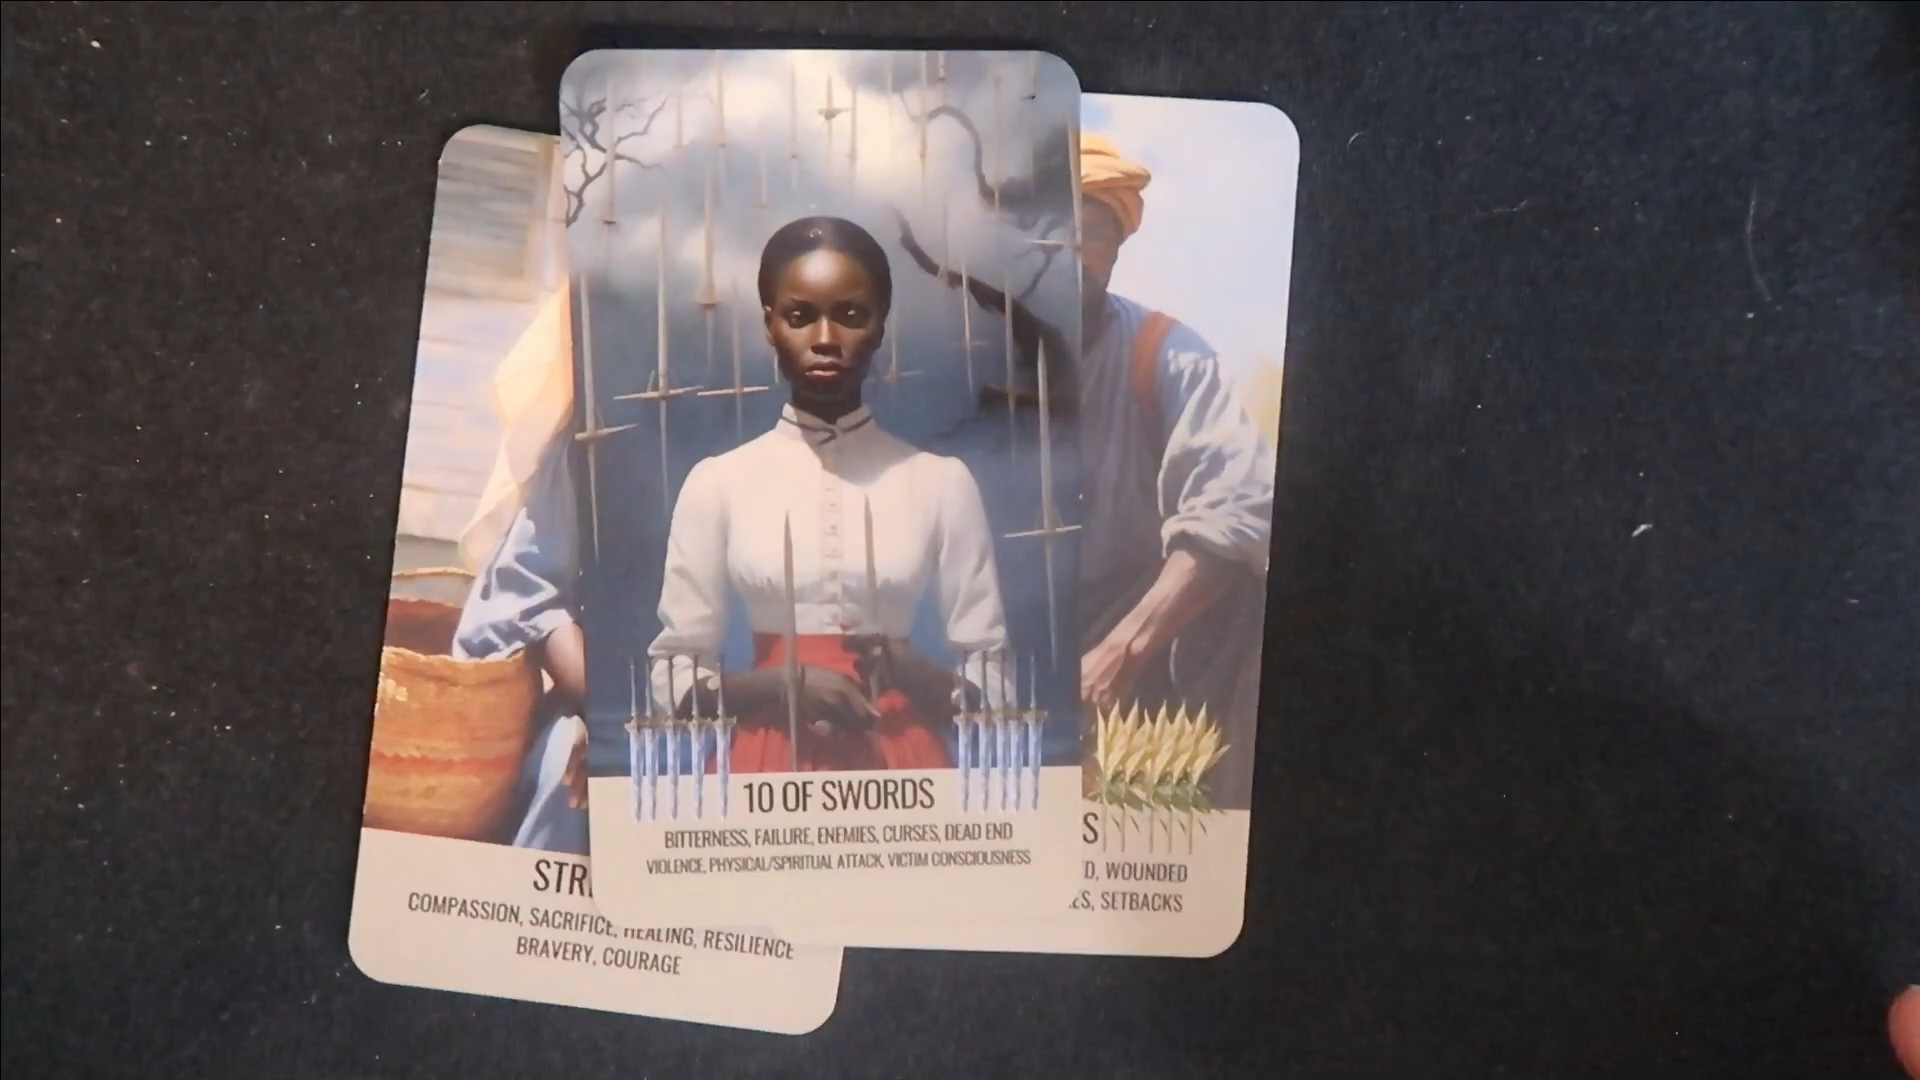 10 OF SWORDS
BITTERNESS, FAILURE, ENEMIES, CURSES, DEAD END
VIOLENCE, PHYSICAL/SPIRITUAL ATTACK, VICTIM CONSCIOUSNESS
STR
COMPASSION, SACRIFICE, HEALING, RESILIENCE
BRAVERY, COURAGE
S
D, WOUNDED
ES, SETBACKS